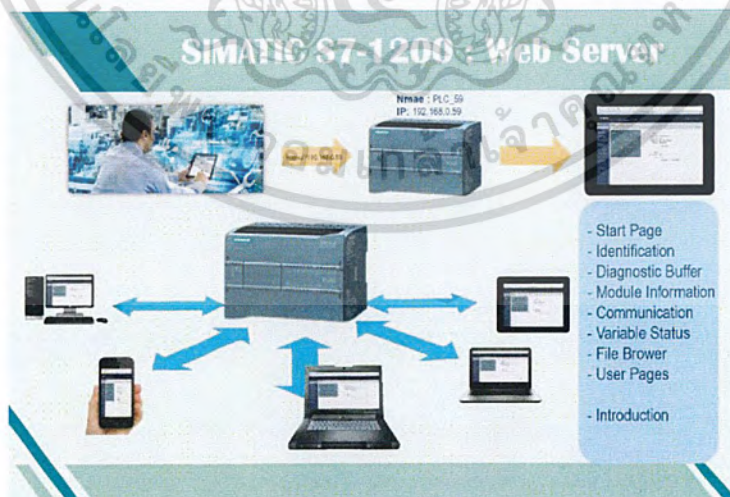 SIMATIC S7-1200 : Web Server
Nmae : PLC_59
IP: 192.168.0.59
- Start Page
- Identification
- Diagnostic Buffer
- Module Information
- Communication
- Variable Status
- File Brower
- User Pages
- Introduction